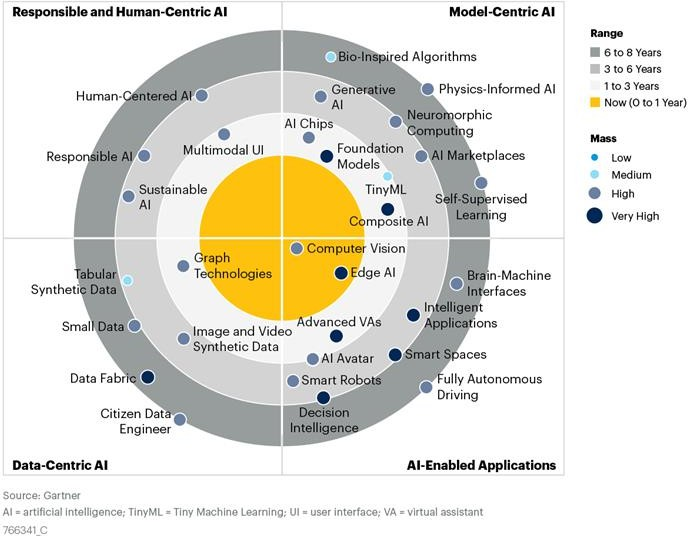 Responsible and Human-Centric AI
Model-Centric AI
Bio-Inspired Algorithms
Human-Centered AI
Generative
AI
Physics-Informed AI
Neuromorphic
Computing
AI Chips
Multimodal UI
Foundation
Models
AI Marketplaces
Responsible AI
Sustainable
AI
TinyML
Self-Supervised
Learning
Composite AI
Computer Vision
Graph
Technologies
Edge AI
Tabular
Synthetic Data
Brain-Machine
Interfaces
Intelligent
Applications
Small Data
Image and Video
Synthetic Data
Advanced VAs
AI Avatar
Smart Spaces
Data Fabric
Smart Robots
Fully Autonomous
Driving
Citizen Data
Engineer
Decision
Intelligence
Data-Centric AI
AI-Enabled Applications
Range
6 to 8 Years
3 to 6 Years
1 to 3 Years
Now (0 to 1 Year)
Mass
Low
Medium
High
Very High
Source: Gartner
AI = artificial intelligence; TinyML = Tiny Machine Learning; UI = user interface; VA = virtual assistant
766341_C